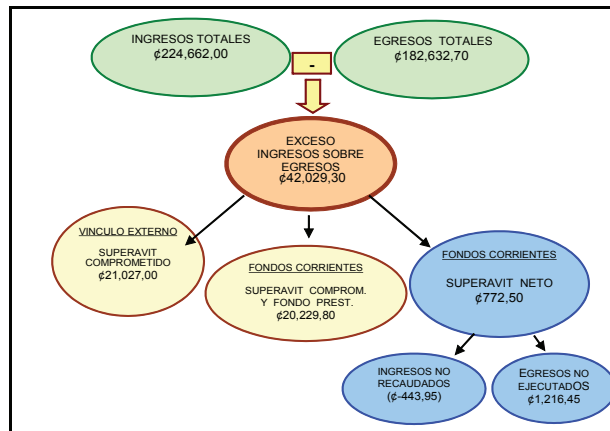 INGRESOS TOTALES
¢224,662,00
-
EGRESOS TOTALES
¢182,632,70
EXCESO
INGRESOS SOBRE
EGRESOS
¢42,029,30
VINCULO EXTERNO
SUPERAVIT
COMPROMETIDO
¢21,027,00
FONDOS CORRIENTES
SUPERAVIT COMPROM.
Y FONDO PREST.
¢20,229,80
FONDOS CORRIENTES
SUPERAVIT NETO
¢772,50
INGRESOS NO
RECAUDADOS
(¢-443,95)
EGRESOS NO
EJECUTADOS
¢1,216,45